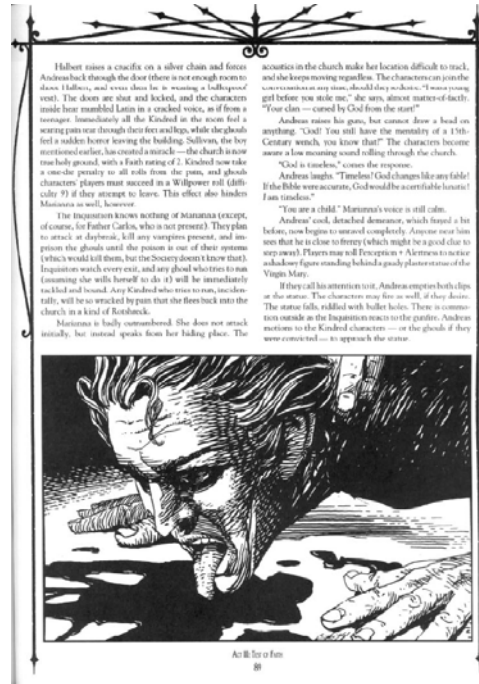 Halbert raises a crucifix on a silver chain and forces
Andreas back through the door (there is not enough room to
shoot Halbert, and even then he is wearing a bulletproof
vest). The doors are shut and locked, and the characters
inside hear mumbled Latin in a cracked voice, as if from a
teenager. Immediately all the Kindred in the room feel a
searing pain tear through their feet and legs, while the ghouls
feel a sudden horror leaving the building. Sullivan, the boy
mentioned earlier, has created a miracle — the church is now
true holy ground, with a Faith rating of 2. Kindred now take
a one-die penalty to all rolls from the pain, and ghouls
characters' players must succeed in a Willpower roll (diffi-
culty 9) if they attempt to leave. This effect also hinders
Marianna as well, however.
The Inquisition knows nothing of Marianna (except,
of course, for Father Carlos, who is not present). They plan
to attack at daybreak, kill any vampires present, and im-
prison the ghouls until the poison is out of their systems
(which would kill them, but the Society doesn't know that).
Inquisitors watch every exit, and any ghoul who tries to run
(assuming she wills herself to do it) will be immediately
tackled and bound. Any Kindred who tries to run, inciden-
tally, will be so wracked by pain that she flees back into the
church in a kind of Rotshreck.
Marianna is badly outnumbered. She does not attack
initially, but instead speaks from her hiding place. The
acoustics in the church make her location difficult to track,
and she keeps moving regardless. The characters can join the
conversation at any time, should they so desire. "I was a young
girl before you stole me," she says, almost matter-of-factly.
"Your clan — cursed by God from the start!"
Andreas raises his guns, but cannot draw a bead on
anything. "God! You still have the mentality of a 15th-
Century wench, you know that!" The characters become
aware a low moaning sound rolling through the church.
"God is timeless," comes the response.
Andreas laughs. "Timeless! God changes like any fable!
If the Bible were accurate, God would be a certifiable lunatic!
I am timeless."
"You are a child." Marianna's voice is still calm.
Andreas' cool, detached demeanor, which frayed a bit
before, now begins to unravel completely. Anyone near him
sees that he is close to frenzy (which might be a good clue to
step away). Players may roll Perception + Alertness to notice
a shadowy figure standing behind a gaudy plaster statue of the
Virgin Mary.
If they call his attention to it, Andreas empties both clips
at the statue. The characters may fire as well, if they desire.
The statue falls, riddled with bullet holes. There is commo-
tion outside as the Inquisition reacts to the gunfire. Andreas
motions to the Kindred characters — or the ghouls if they
were convicted — to approach the statue.
Act III: Test of Faith